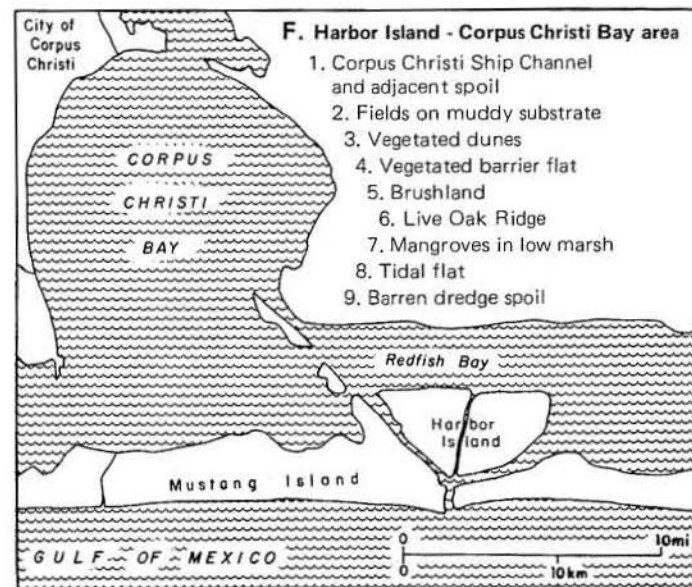 City of
Corpus
Christi
F. Harbor Island - Corpus Christi Bay area
1. Corpus Christi Ship Channel
and adjacent spoil
2. Fields on muddy substrate
3. Vegetated dunes
4. Vegetated barrier flat
5. Brushland
6. Live Oak Ridge
7. Mangroves in low marsh
8. Tidal flat
9. Barren dredge spoil
CORPUS
CHRISTI
BAY
Redfish Bay
Harbor
Island
Mustang Island
GULF OF MEXICO
0 10mi
0 10km